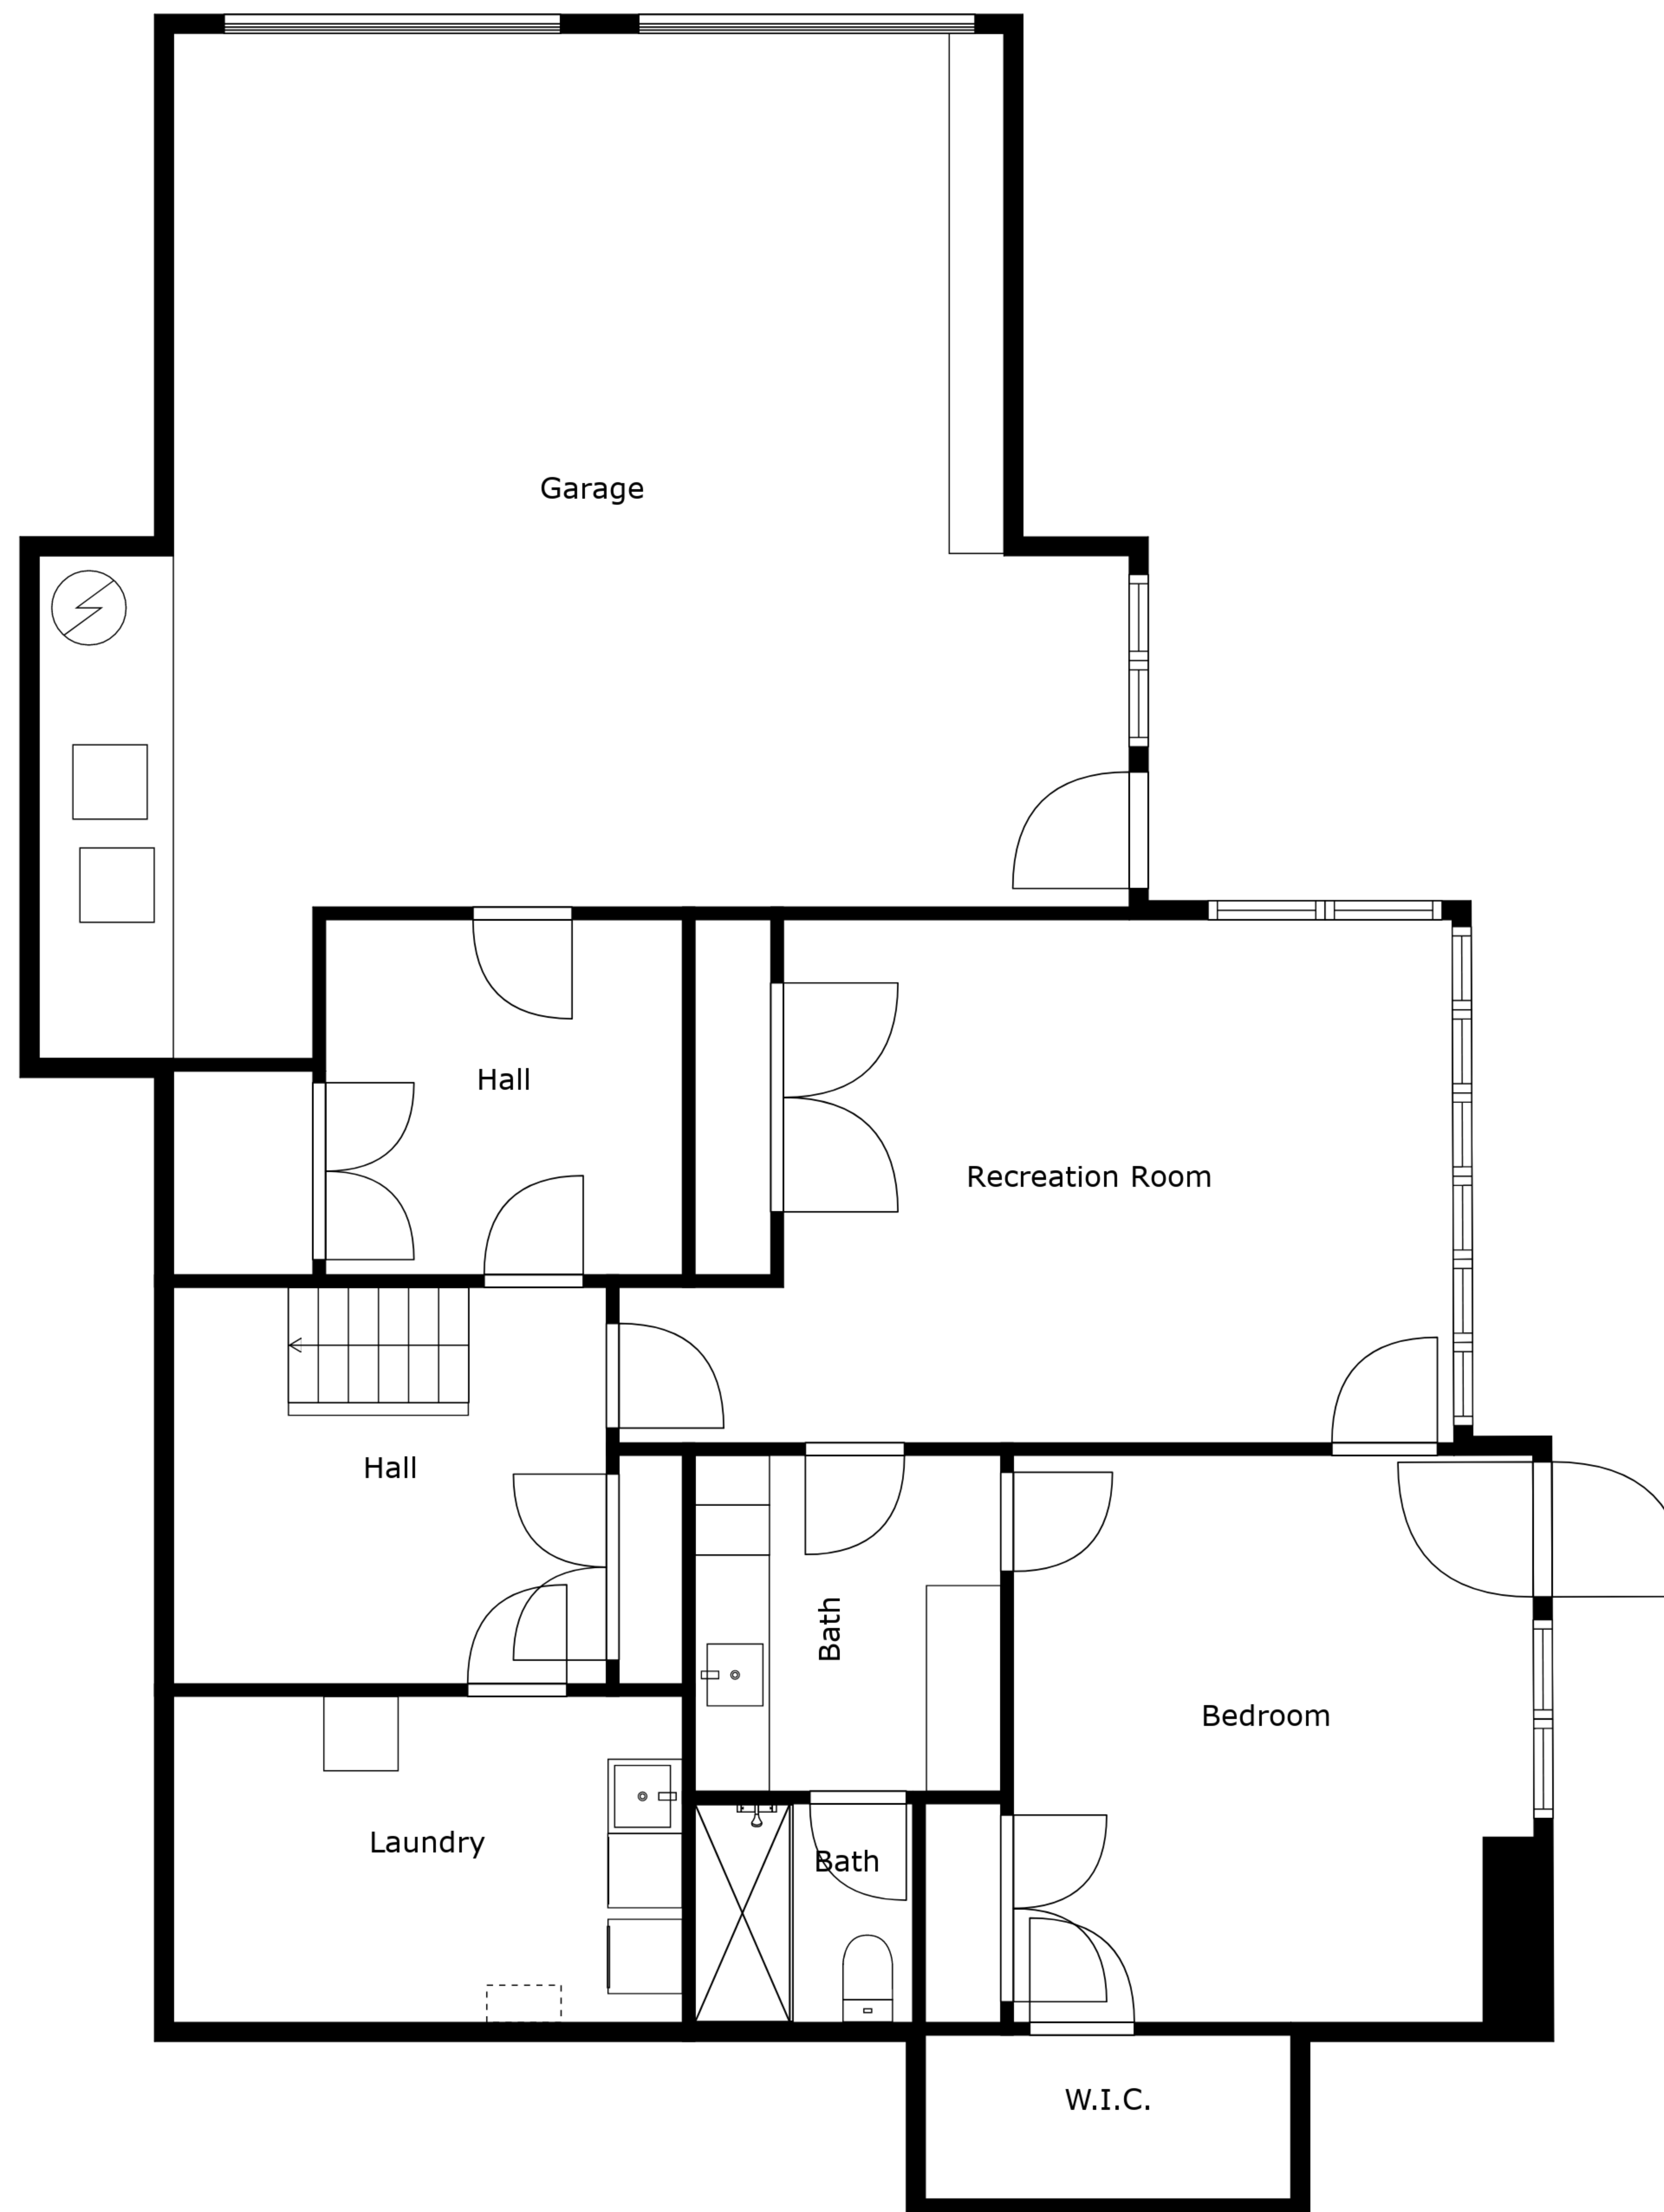 Garage
Hall
Recreation Room
Hall
Bath
Bedroom
Laundry
Bath
W.I.C.